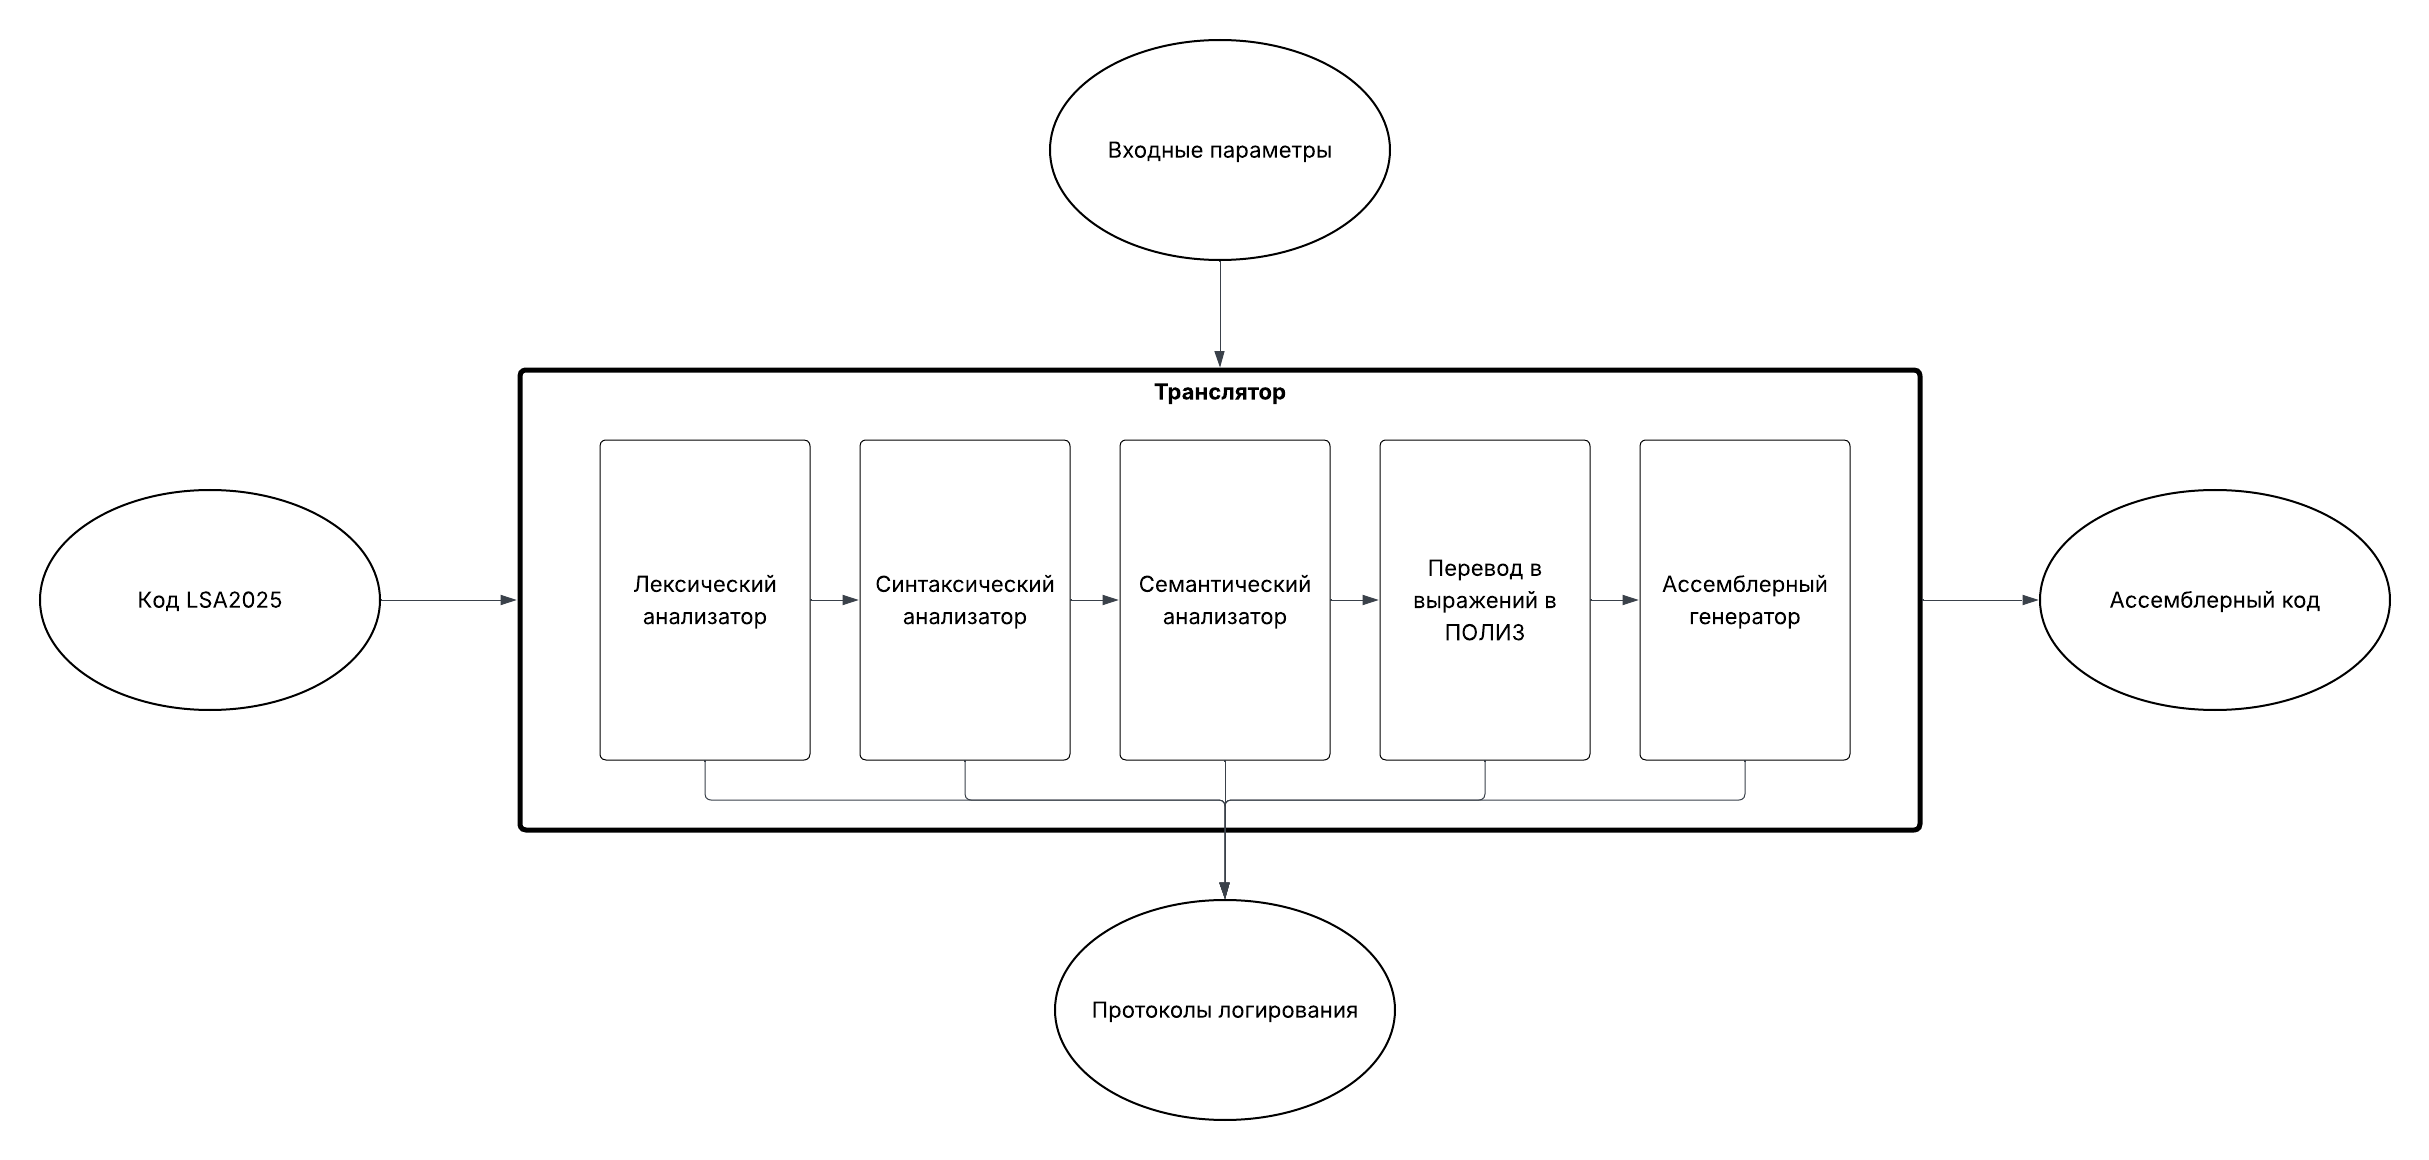 Входные параметры
Транслятор
Код LSA2025
Лексический
анализатор
Синтаксический
анализатор
Семантический
анализатор
Перевод в
выражений в
ПОЛИЗ
Ассемблерный
генератор
Ассемблерный код
Протоколы логирования